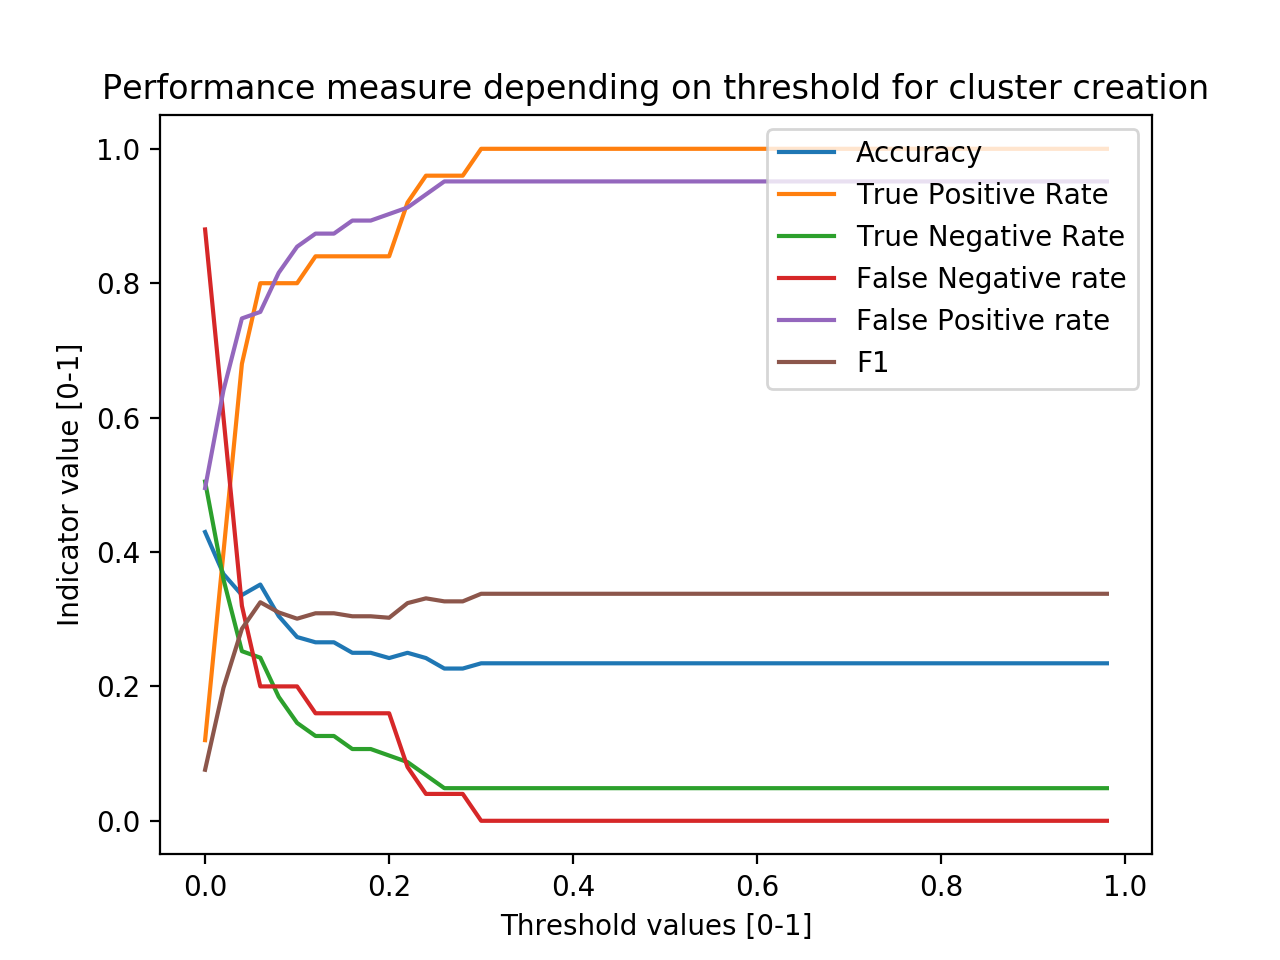 Performance measure depending on threshold for cluster creation
1.0
0.8
0.6
0.4
0.2
0.0
Indicator value [0-1]
Accuracy
True Positive Rate
True Negative Rate
False Negative rate
False Positive rate
F1
0.0 0.2 0.4 0.6 0.8 1.0
Threshold values [0-1]